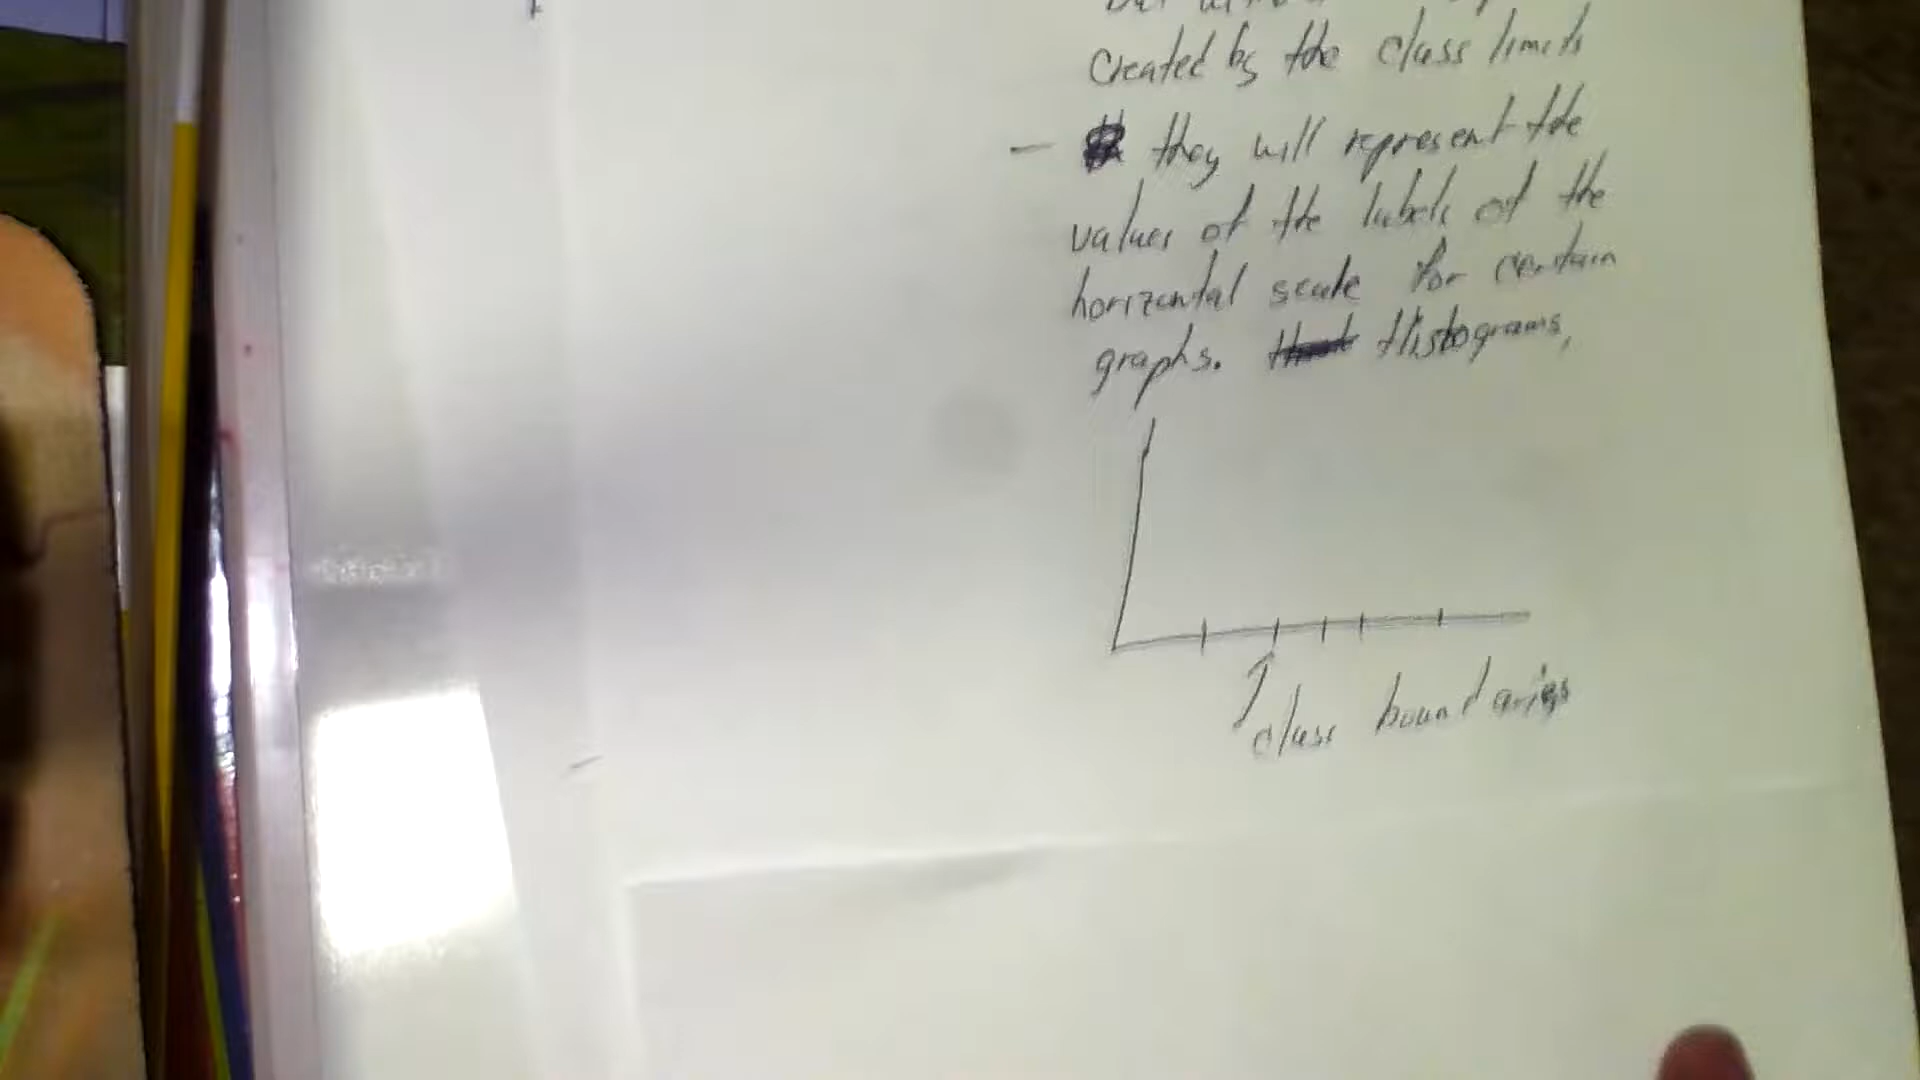 created by the class limits
- they will represent the
values of the labels of the
horizontal scale for certain
graphs. Histograms,
class boundaries